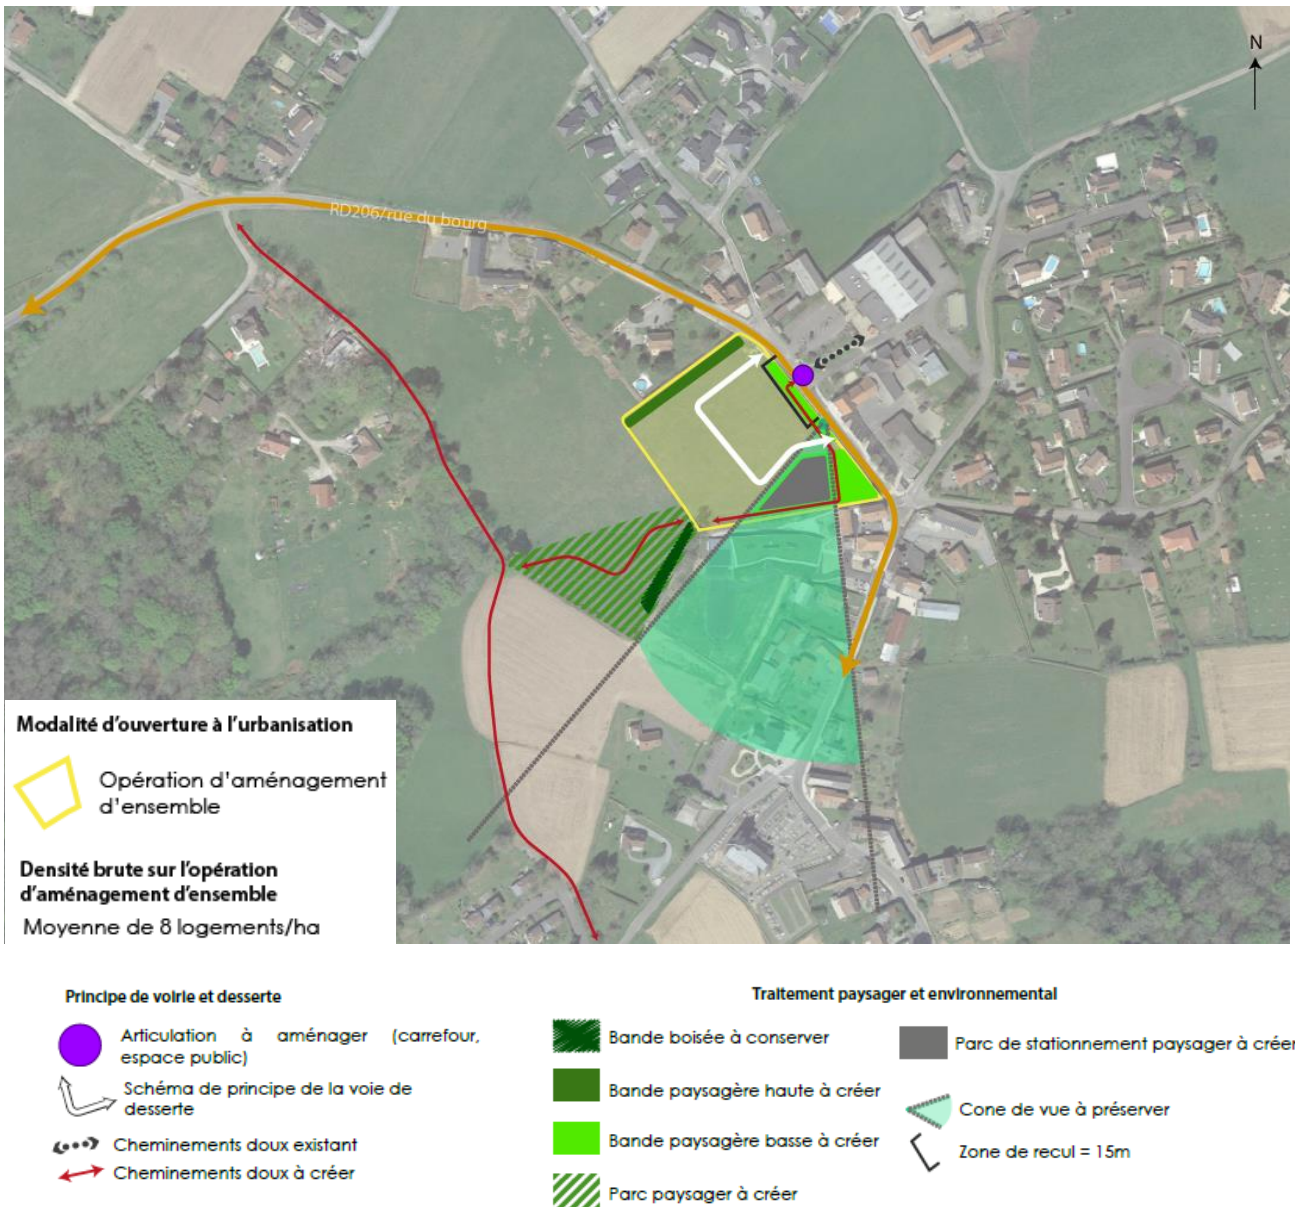 N
RD206/rue du bourg
Modalité d'ouverture à l'urbanisation
Opération d'aménagement
d'ensemble
Densité brute sur l'opération
d'aménagement d'ensemble
Moyenne de 8 logements/ha
Principe de voirie et desserte
Articulation à aménager (carrefour,
espace public)
Schéma de principe de la voie de
desserte
Cheminements doux existant
Cheminements doux à créer
Traitement paysager et environnemental
Bande boisée à conserver
Bande paysagère haute à créer
Bande paysagère basse à créer
Parc paysager à créer
Parc de stationnement paysager à créer
Cone de vue à préserver
Zone de recul = 15m